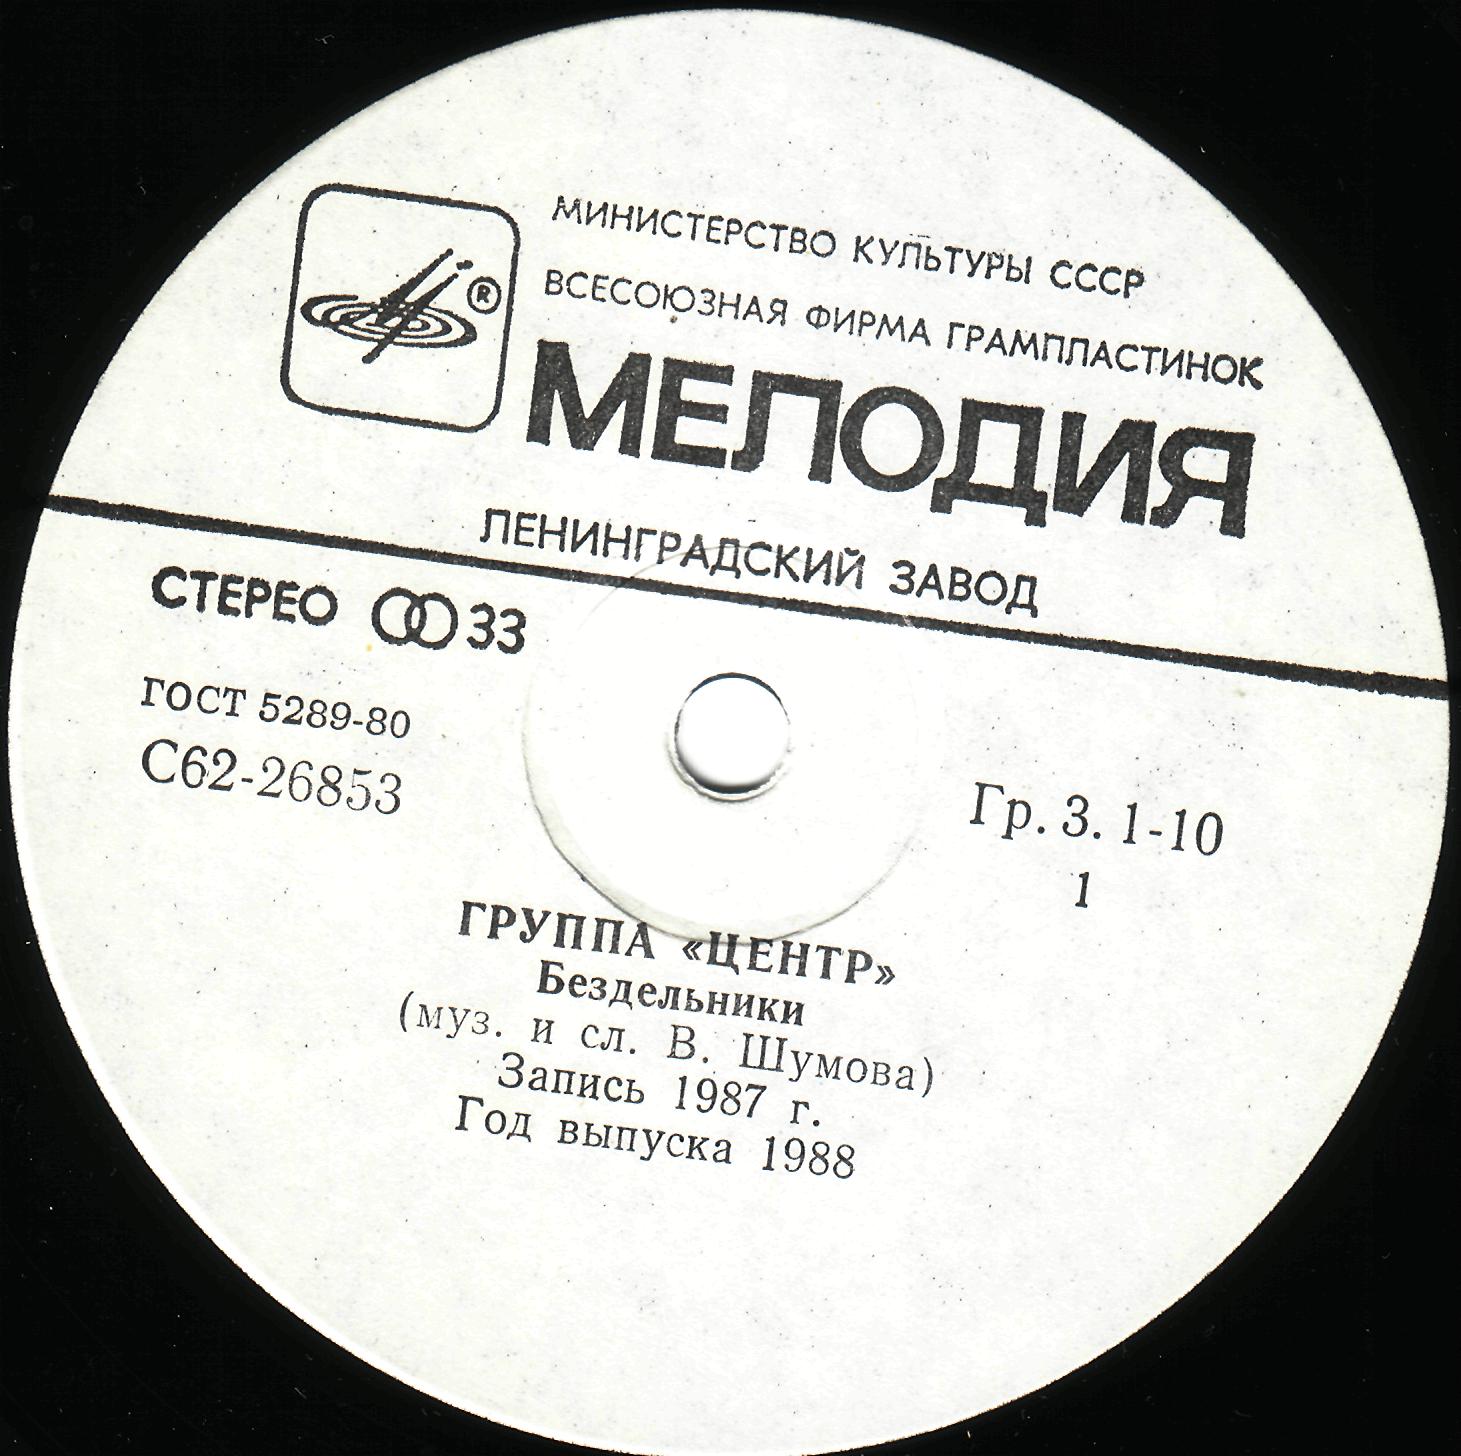 МИНИСТЕРСТВО КУЛЬТУРЫ СССР
ВСЕСОЮЗНАЯ ФИРМА ГРАМПЛАСТИНОК
®
МЕЛОДИЯ
ЛЕНИНГРАДСКИЙ ЗАВОД
СТЕРЕО 33
ГОСТ 5289-80
С62-26853
Гр. 3. 1-10
1
ГРУППА «ЦЕНТР»
Бездельники
(муз. и сл. В. Шумова)
Запись 1987 г.
Год выпуска 1988